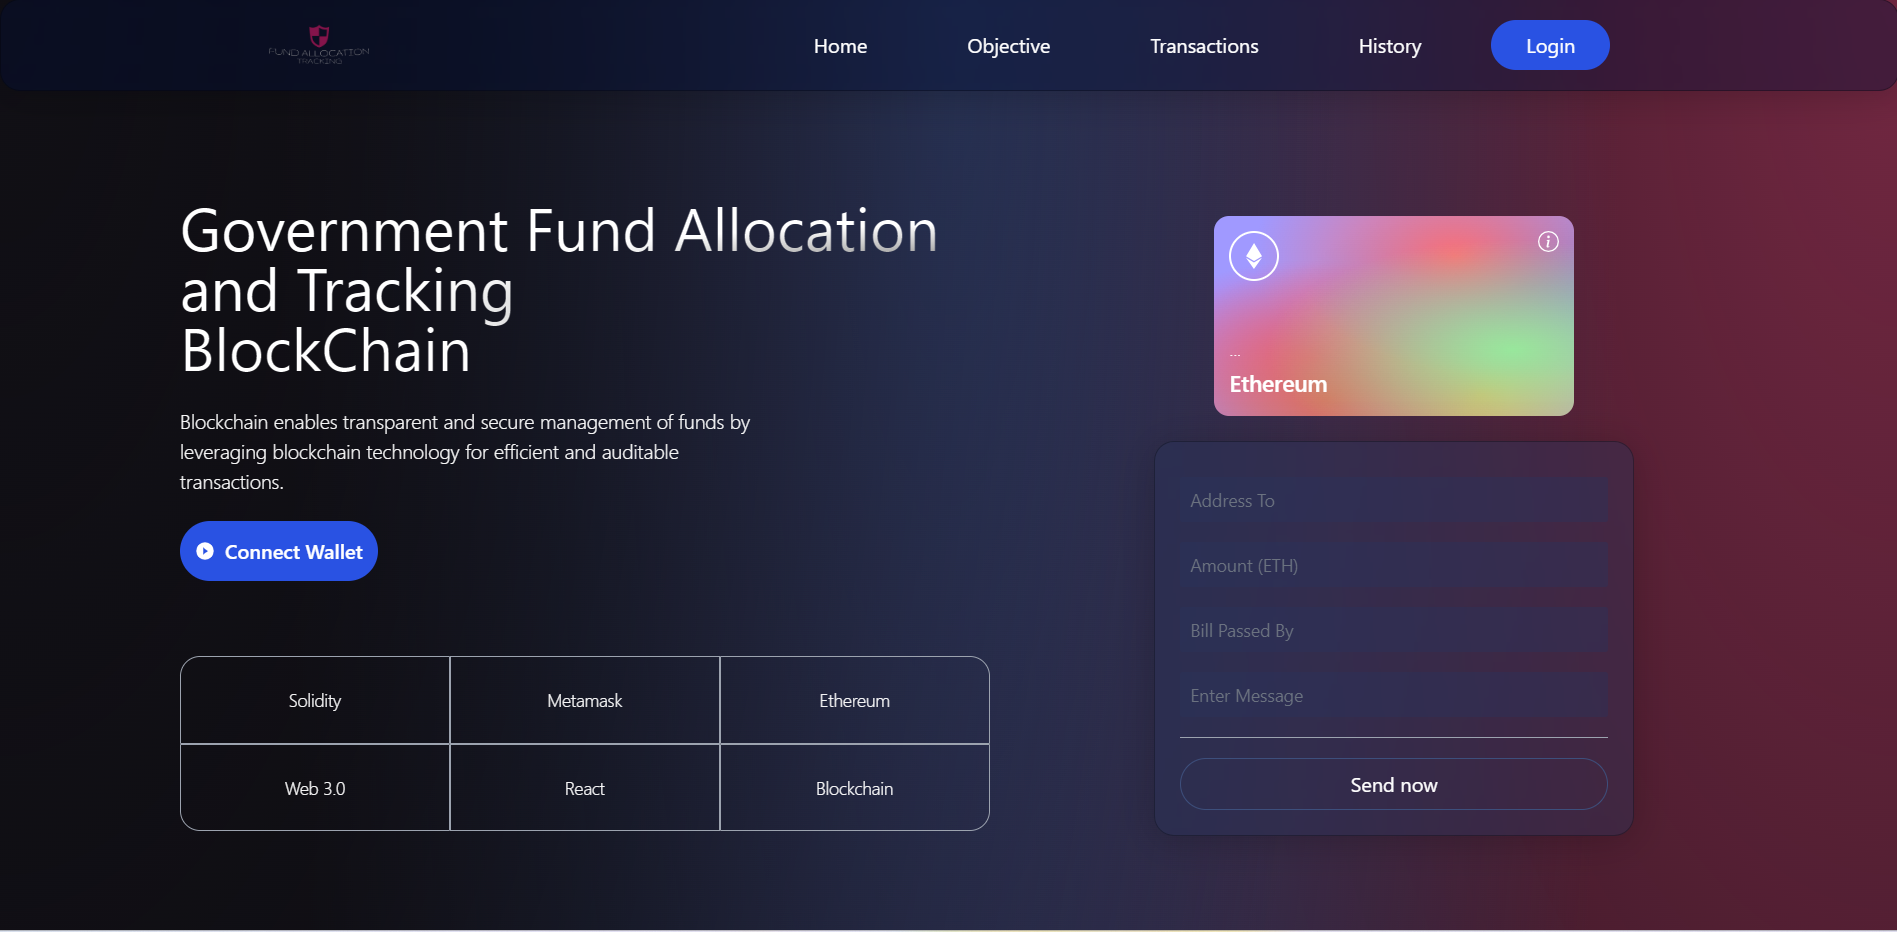 FUND ALLOCATION
TRACKING
Home
Objective
Transactions
History
Login
Government Fund Allocation
and Tracking
BlockChain
Blockchain enables transparent and secure management of funds by
leveraging blockchain technology for efficient and auditable
transactions.
Connect Wallet
Solidity
Metamask
Ethereum
Web 3.0
React
Blockchain
...
Ethereum
Address To
Amount (ETH)
Bill Passed By
Enter Message
Send now